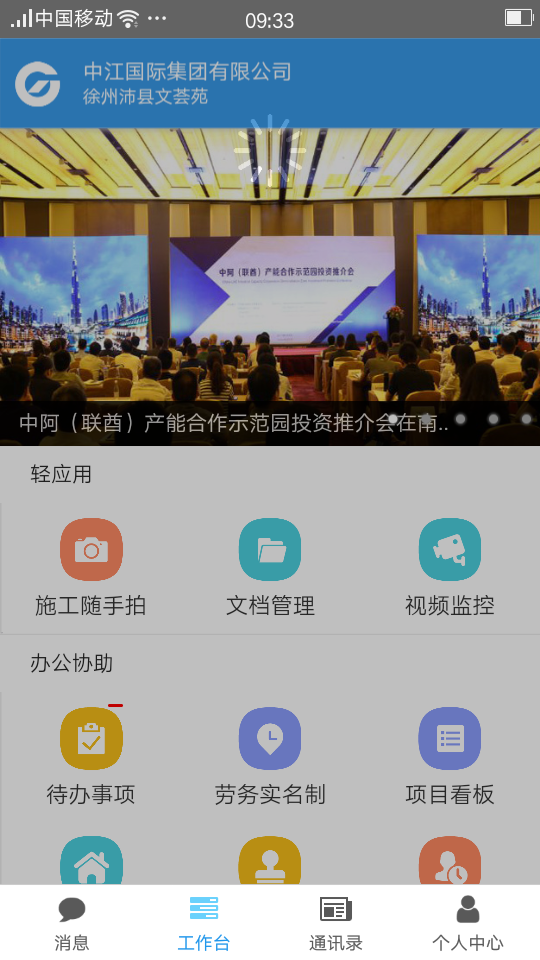 中国移动
09:33
中江国际集团有限公司
徐州沛县文荟苑
中阿（联酋）产能合作示范园投资推介会
中阿（联酋）产能合作示范园投资推介会在南..
轻应用
施工随手拍 文档管理 视频监控
办公协助
待办事项 劳务实名制 项目看板
消息 工作台 通讯录 个人中心